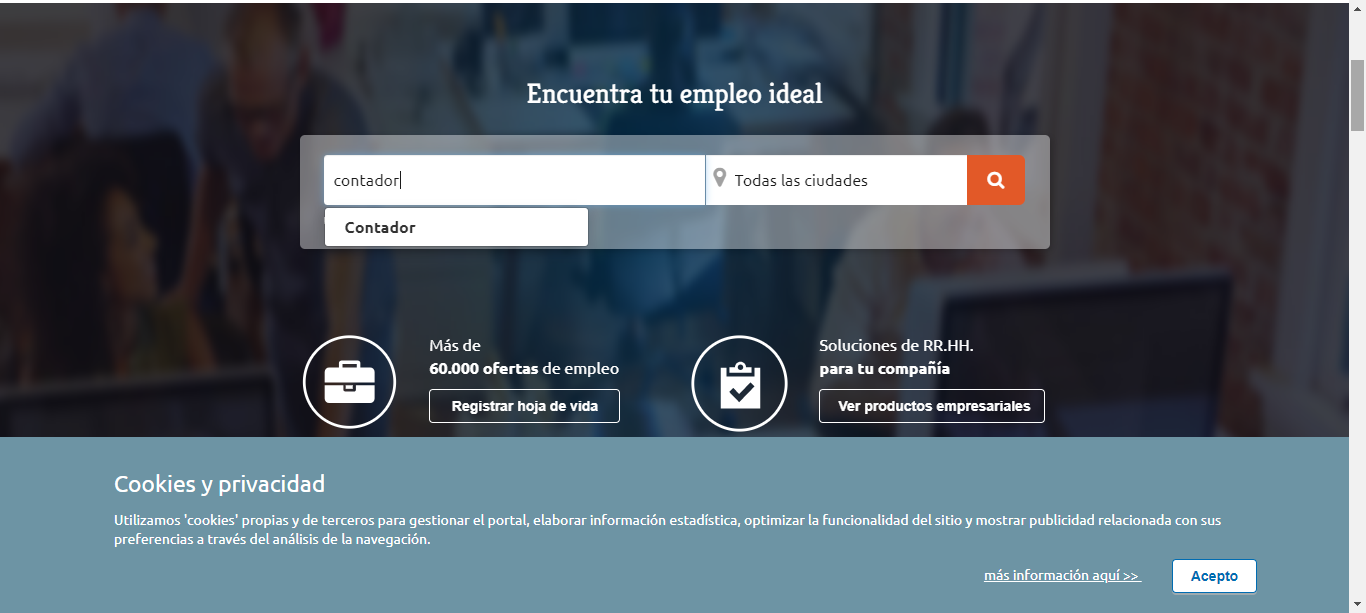 Encuentra tu empleo ideal
contador
Todas las ciudades
Contador
Más de
60.000 ofertas de empleo
Registrar hoja de vida
Soluciones de RR.HH.
para tu compañía
Ver productos empresariales
Cookies y privacidad
Utilizamos 'cookies' propias y de terceros para gestionar el portal, elaborar información estadística, optimizar la funcionalidad del sitio y mostrar publicidad relacionada con sus
preferencias a través del análisis de la navegación.
más información aquí >>
Acepto